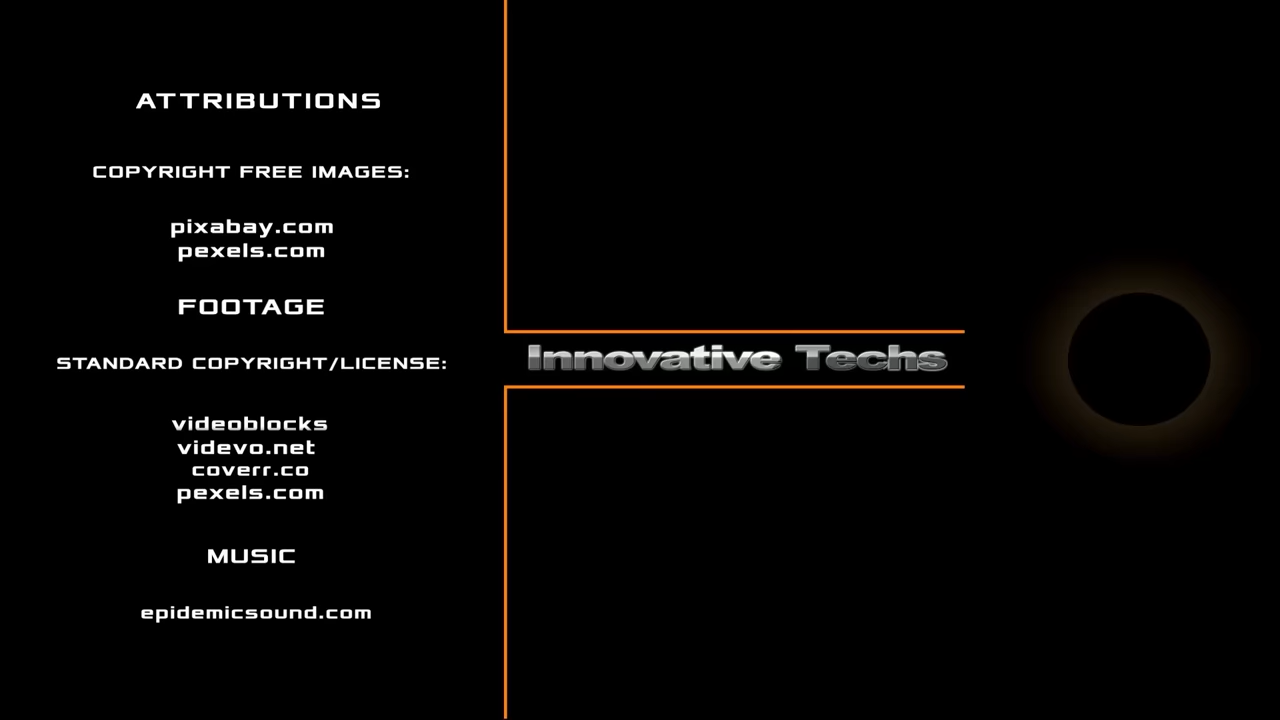 ATTRIBUTIONS
COPYRIGHT FREE IMAGES:
pixabay.com
pexels.com
FOOTAGE
STANDARD COPYRIGHT/LICENSE:
videoblocks
videvo.net
coverr.co
pexels.com
MUSIC
epidemicsound.com
Innovative Techs